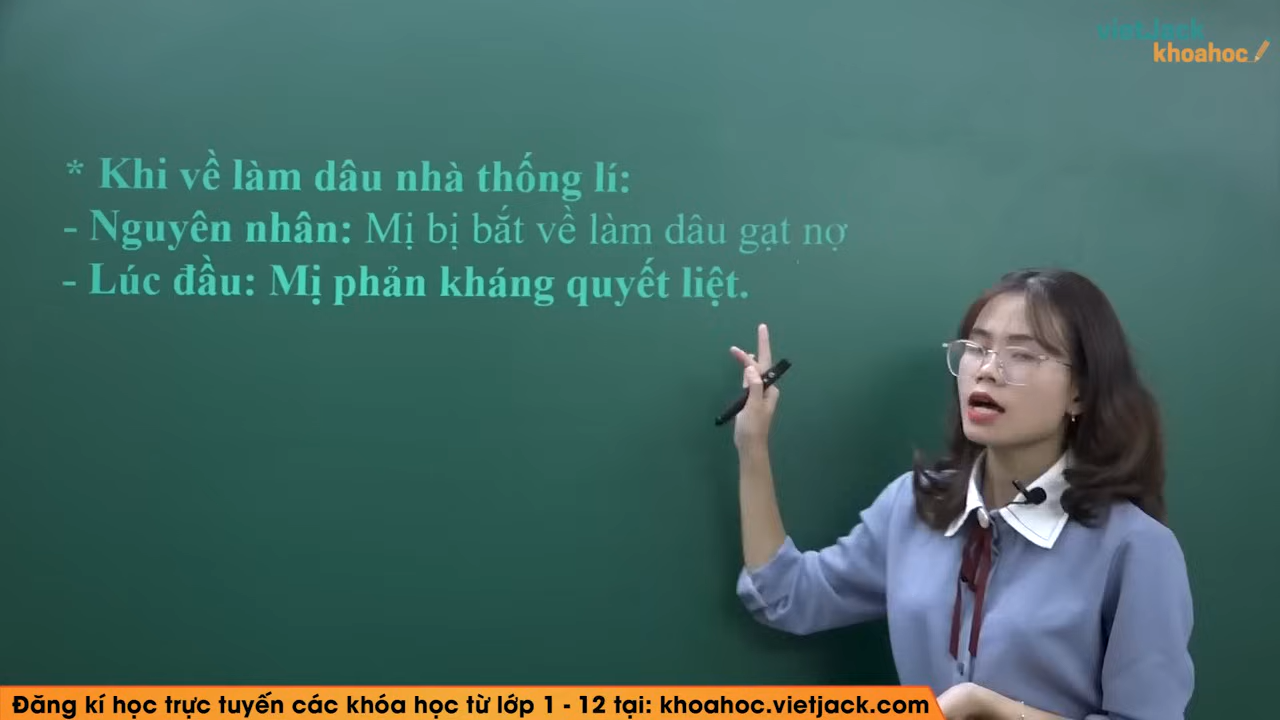 vietJack
khoahoc
* Khi về làm dâu nhà thống lí:
- Nguyên nhân: Mị bị bắt về làm dâu gạt nợ
- Lúc đầu: Mị phản kháng quyết liệt.
Đăng kí học trực tuyến các khóa học từ lớp 1 - 12 tại: khoahoc.vietjack.com